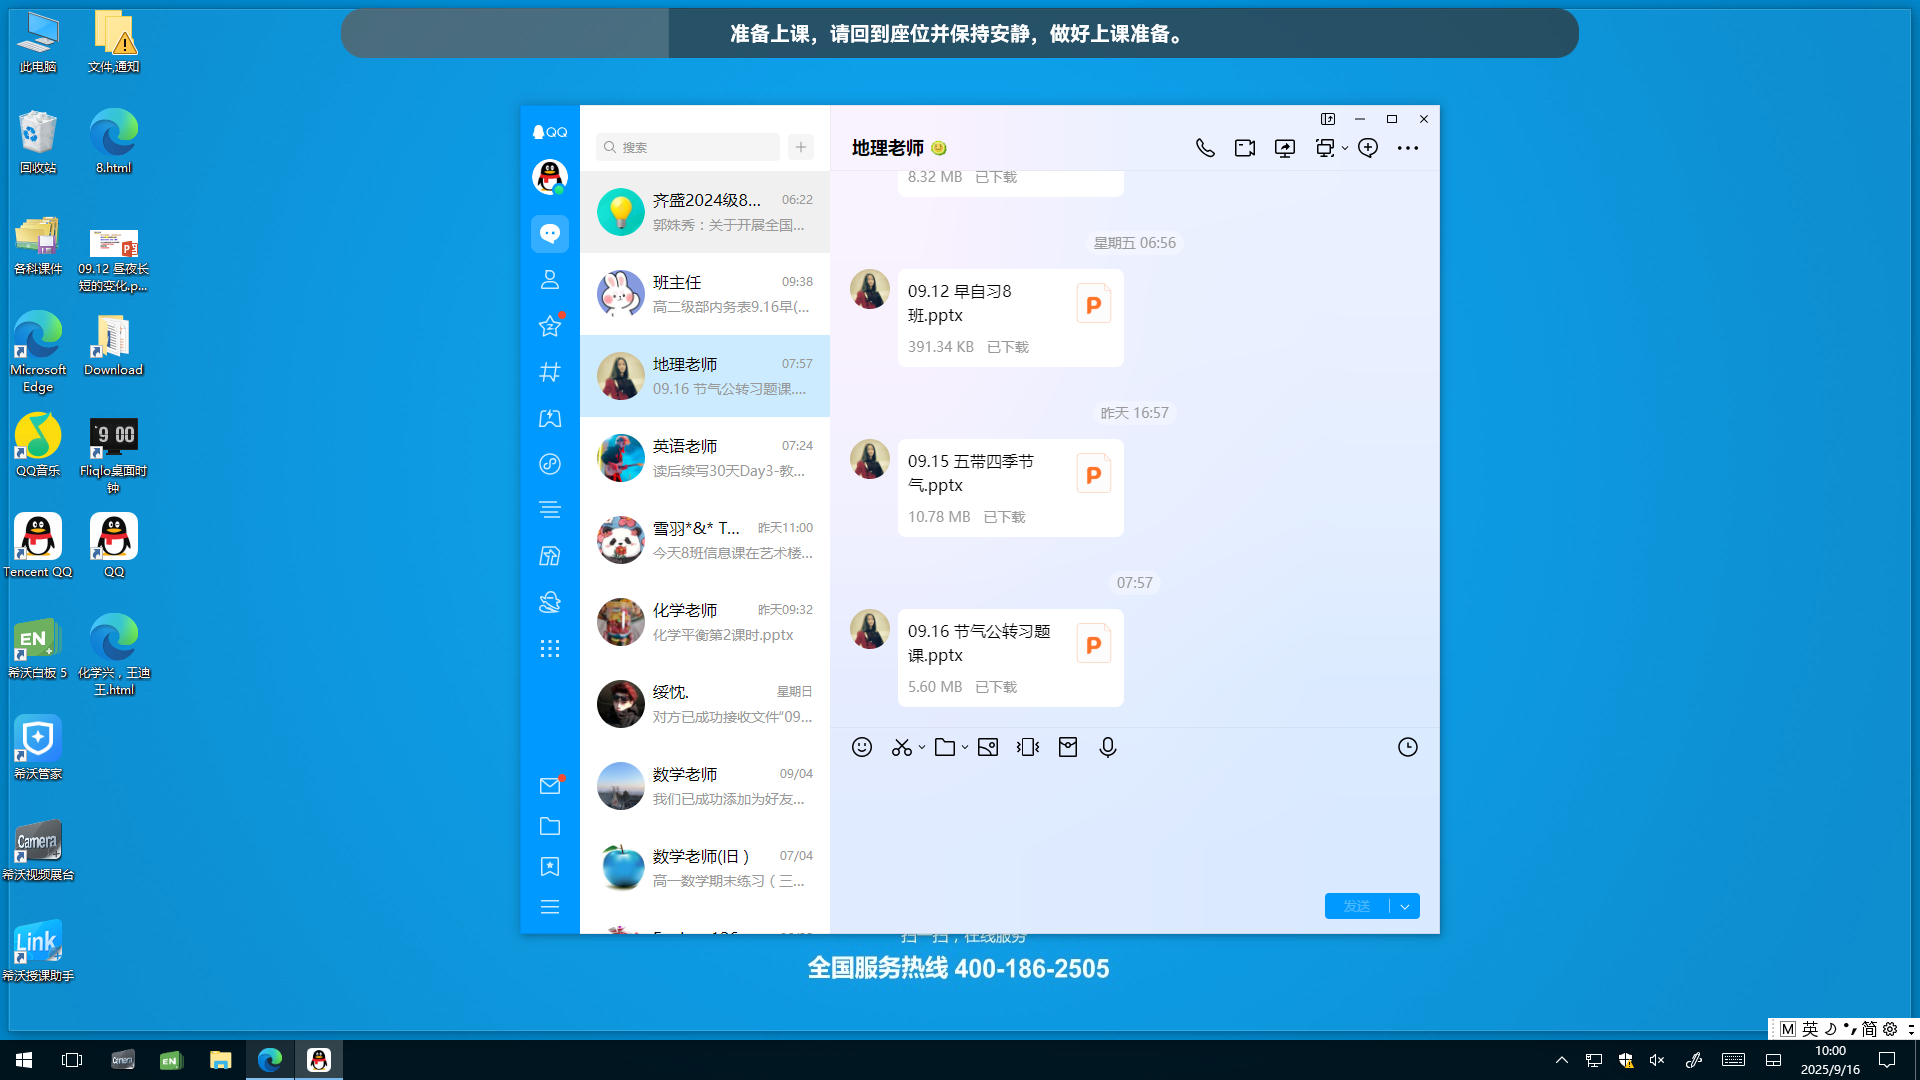 准备上课，请回到座位并保持安静，做好上课准备。
此电脑
文件,通知
回收站
8.html
各科课件
09.12 昼夜长
短的变化.p...
Microsoft
Edge
Download
QQ音乐
9 00
Fliqlo桌面时
钟
Tencent QQ
QQ
EN
希沃白板 5
化学兴，王迪
王.html
希沃管家
Camera
希沃视频展台
Link
希沃授课助手
QQ
搜索
齐盛2024级8...
06:22
郭姝秀：关于开展全国...
班主任
09:38
高二级部内务表9.16早(...
地理老师
07:57
09.16 节气公转习题课....
英语老师
07:24
读后续写30天Day3-教...
雪羽*&* T...
昨天11:00
今天8班信息课在艺术楼...
化学老师
昨天09:32
化学平衡第2课时.pptx
绥忱.
星期日
对方已成功接收文件“09...
数学老师
09/04
我们已成功添加为好友...
数学老师(旧 )
07/04
高一数学期末练习（三...
地理老师
8.32 MB 已下载
星期五 06:56
09.12 早自习8
班.pptx
P
391.34 KB 已下载
昨天 16:57
09.15 五带四季节
气.pptx
P
10.78 MB 已下载
07:57
09.16 节气公转习题
课.pptx
P
5.60 MB 已下载
发送
扫一扫，在线服务
全国服务热线 400-186-2505
M 英 简
Camera
EN
10:00
2025/9/16